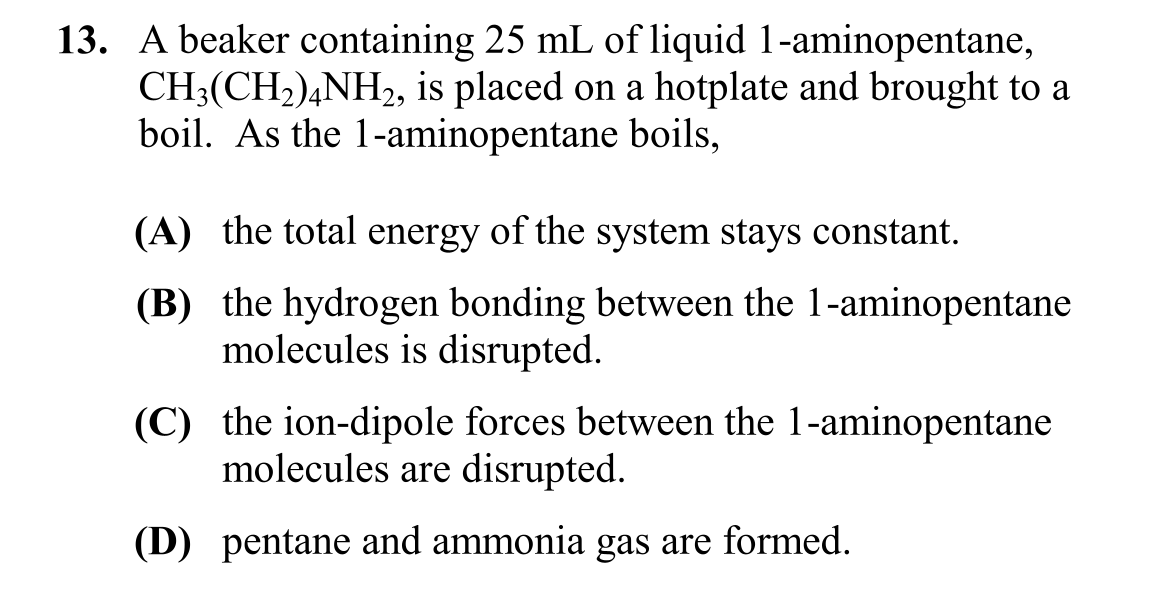 13. A beaker containing 25 mL of liquid 1-aminopentane,
CH₃(CH₂)₄NH₂, is placed on a hotplate and brought to a
boil. As the 1-aminopentane boils,
(A) the total energy of the system stays constant.
(B) the hydrogen bonding between the 1-aminopentane
molecules is disrupted.
(C) the ion-dipole forces between the 1-aminopentane
molecules are disrupted.
(D) pentane and ammonia gas are formed.